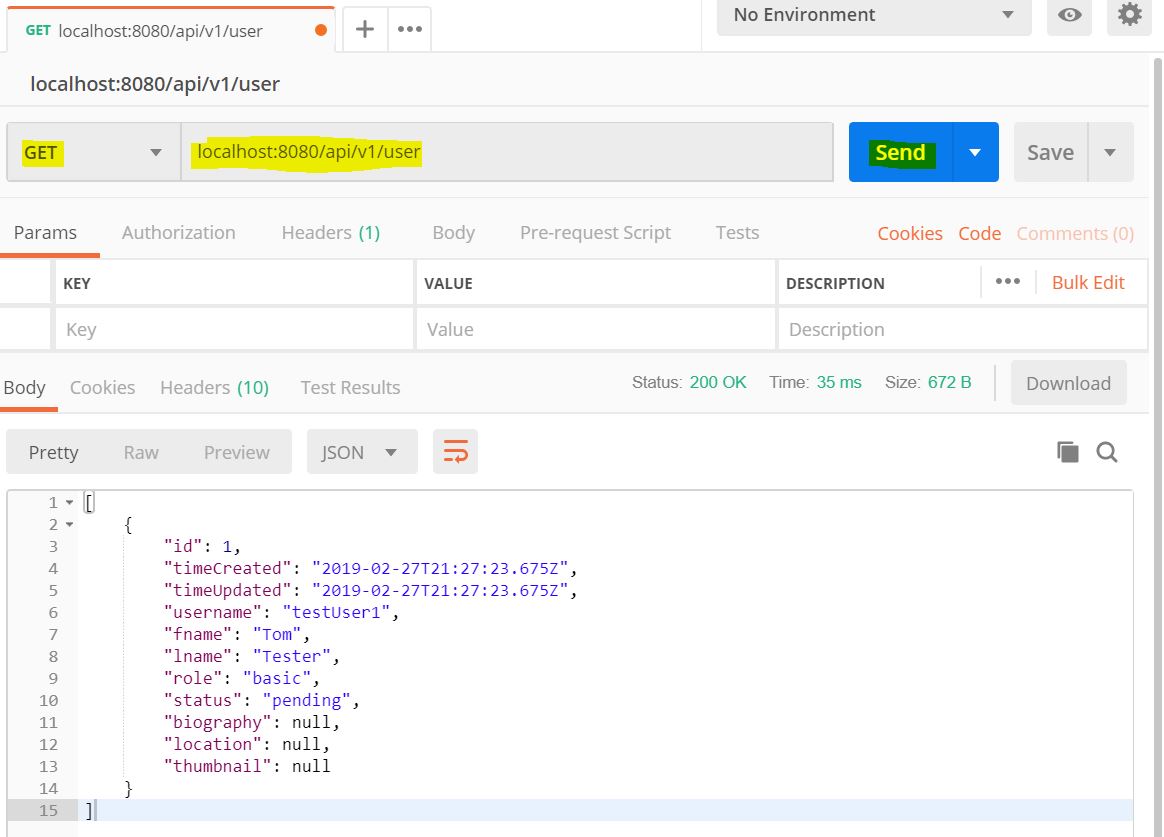 GET localhost:8080/api/v1/user
No Environment
localhost:8080/api/v1/user
GET localhost:8080/api/v1/user Send Save
Params Authorization Headers (1) Body Pre-request Script Tests Cookies Code Comments (0)
KEY VALUE DESCRIPTION Bulk Edit
Key Value Description
Body Cookies Headers (10) Test Results Status: 200 OK Time: 35 ms Size: 672 B Download
Pretty Raw Preview JSON
1 [
2 {
3 "id": 1,
4 "timeCreated": "2019-02-27T21:27:23.675Z",
5 "timeUpdated": "2019-02-27T21:27:23.675Z",
6 "username": "testUser1",
7 "fname": "Tom",
8 "lname": "Tester",
9 "role": "basic",
10 "status": "pending",
11 "biography": null,
12 "location": null,
13 "thumbnail": null
14 }
15 ]